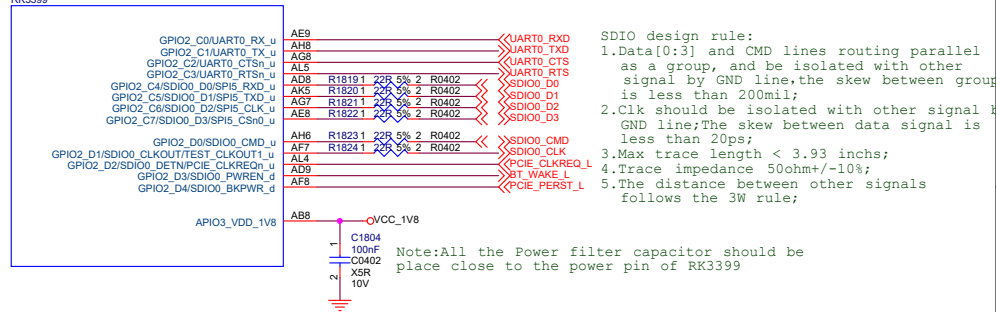 RK3399
GPIO2_C0/UART0_RX_u AE9 UART0_RXD
GPIO2_C1/UART0_TX_u AH8 UART0_TXD
GPIO2_C2/UART0_CTSn_u AG8 UART0_CTS
GPIO2_C3/UART0_RTSn_u AL5 UART0_RTS
GPIO2_C4/SDIO0_D0/SPI5_RXD_u AD8 R1819 1 22R 5% 2 R0402 SDIO0_D0
GPIO2_C5/SDIO0_D1/SPI5_TXD_u AK5 R1820 1 22R 5% 2 R0402 SDIO0_D1
GPIO2_C6/SDIO0_D2/SPI5_CLK_u AG7 R1821 1 22R 5% 2 R0402 SDIO0_D2
GPIO2_C7/SDIO0_D3/SPI5_CSn0_u AE8 R1822 1 22R 5% 2 R0402 SDIO0_D3
GPIO2_D0/SDIO0_CMD_u AH6 R1823 1 22R 5% 2 R0402 SDIO0_CMD
GPIO2_D1/SDIO0_CLKOUT/TEST_CLKOUT1_u AF7 R1824 1 22R 5% 2 R0402 SDIO0_CLK
GPIO2_D2/SDIO0_DETN/PCIE_CLKREQn_u AL4 PCIE_CLKREQ_L
GPIO2_D3/SDIO0_PWREN_d AD9 BT_WAKE_L
GPIO2_D4/SDIO0_BKPWR_d AF8 PCIE_PERST_L
APIO3_VDD_1V8 AB8 VCC_1V8
1 C1804
100nF
C0402
2 X5R
10V
SDIO design rule:
1.Data[0:3] and CMD lines routing parallel
as a group, and be isolated with other
signal by GND line,the skew between group
is less than 200mil;
2.Clk should be isolated with other signal
GND line;The skew between data signal is
less than 20ps;
3.Max trace length < 3.93 inchs;
4.Trace impedance 50ohm+/-10%;
5.The distance between other signals
follows the 3W rule;
Note:All the Power filter capacitor should be
place close to the power pin of RK3399